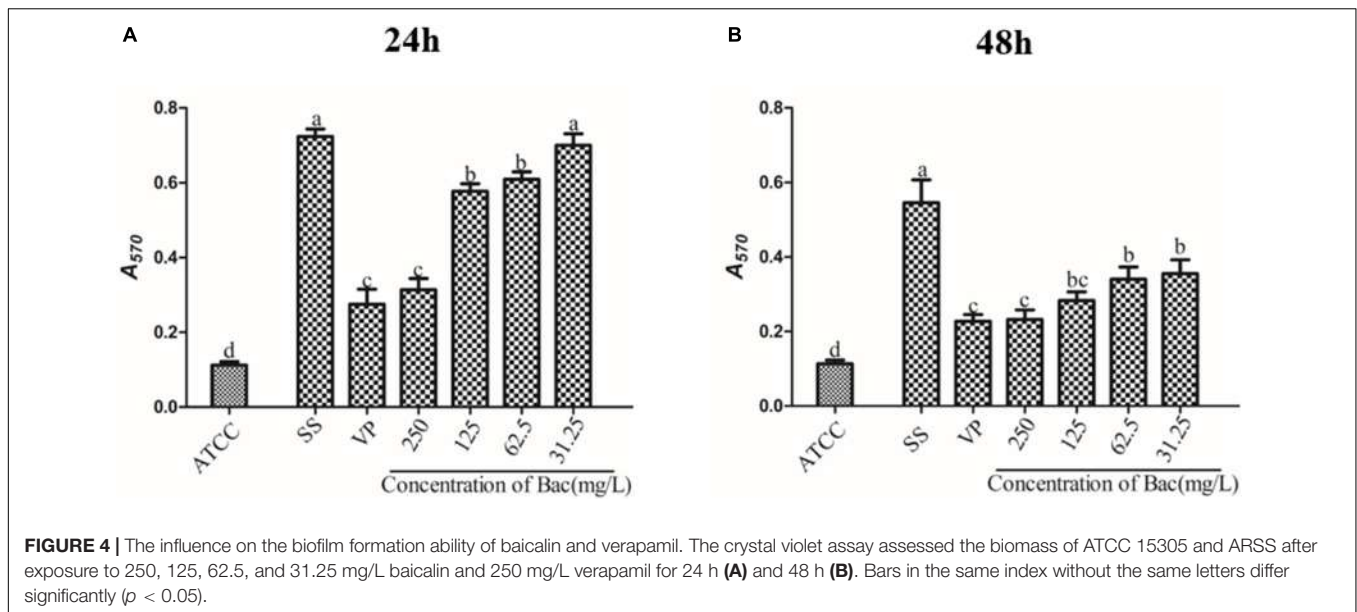 A
24h
a
a
b
b
c
c
d
0.8
0.6
0.4
0.2
0.0
A570
ATCC
SS
VP
250
125
62.5
31.25
Concentration of Bac(mg/L)
B
48h
a
b
b
bc
c
c
d
0.8
0.6
0.4
0.2
0.0
A570
ATCC
SS
VP
250
125
62.5
31.25
Concentration of Bac(mg/L)
FIGURE 4 | The influence on the biofilm formation ability of baicalin and verapamil. The crystal violet assay assessed the biomass of ATCC 15305 and ARSS after
exposure to 250, 125, 62.5, and 31.25 mg/L baicalin and 250 mg/L verapamil for 24 h (A) and 48 h (B). Bars in the same index without the same letters differ
significantly (p < 0.05).